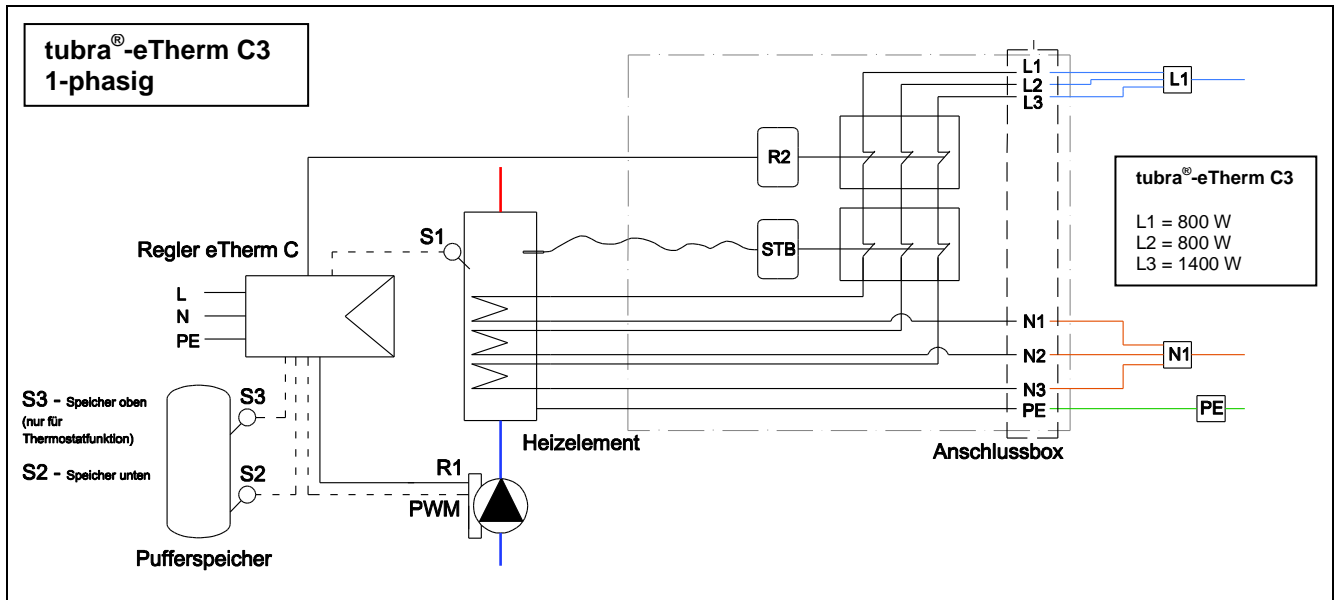 tubra®-eTherm C3
1-phasig
L1
L2
L3
L1
R2
tubra®-eTherm C3
L1 = 800 W
L2 = 800 W
L3 = 1400 W
Regler eTherm C
S1
STB
L
N
PE
N1
N2
N3
PE
N1
PE
S3 - Speicher oben
(nur für
Thermostatfunktion)
S3
S2 - Speicher unten
S2
R1
PWM
Heizelement
Anschlussbox
Pufferspeicher